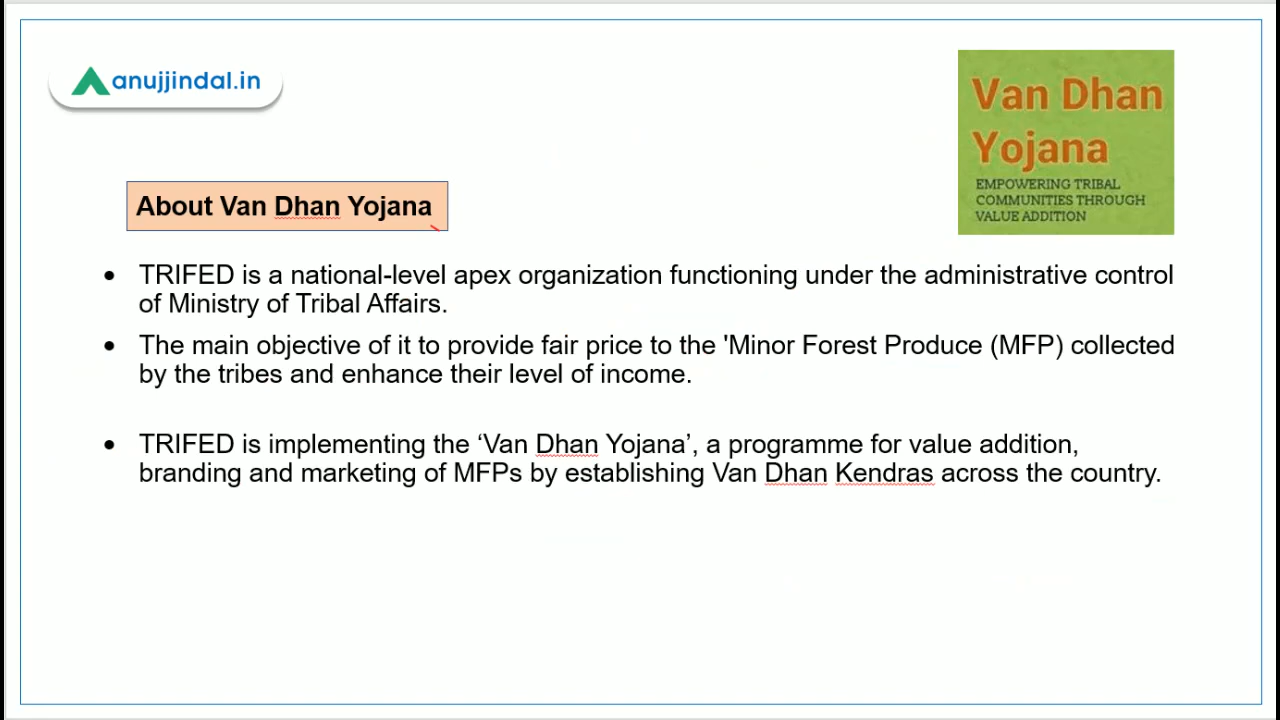 anujjindal.in
Van Dhan
Yojana
EMPOWERING TRIBAL
COMMUNITIES THROUGH
VALUE ADDITION
About Van Dhan Yojana
• TRIFED is a national-level apex organization functioning under the administrative control
of Ministry of Tribal Affairs.
• The main objective of it to provide fair price to the 'Minor Forest Produce (MFP) collected
by the tribes and enhance their level of income.
• TRIFED is implementing the ‘Van Dhan Yojana’, a programme for value addition,
branding and marketing of MFPs by establishing Van Dhan Kendras across the country.